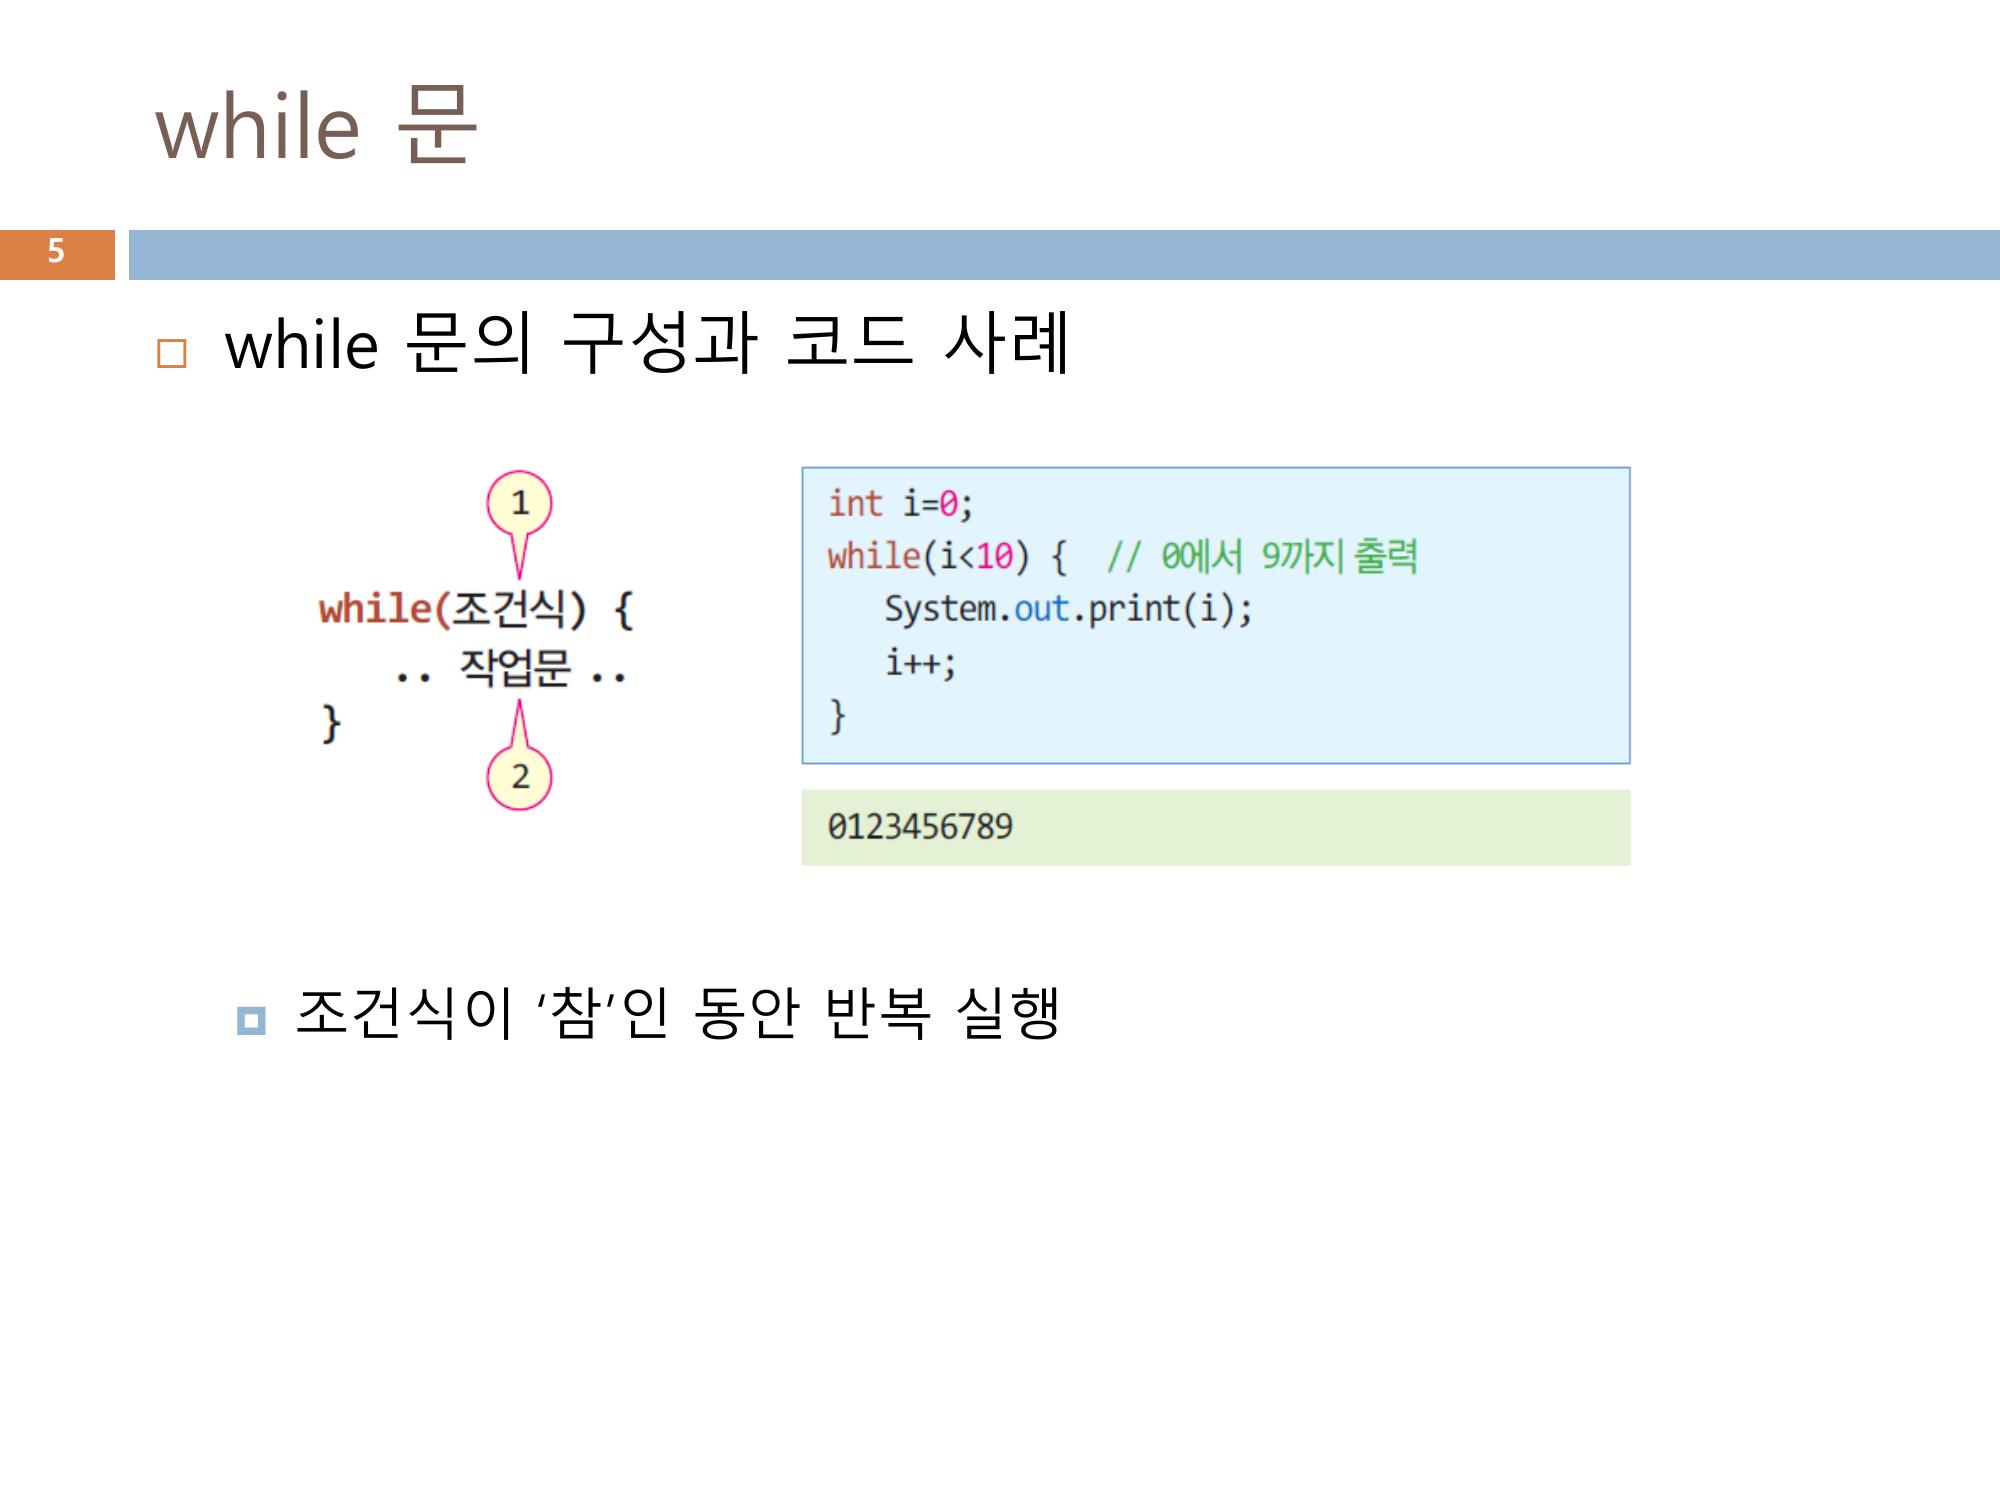 while 문
5
while 문의 구성과 코드 사례
1
while(조건식) {
.. 작업문 ..
}
2
int i=0;
while(i<10) { // 0에서 9까지 출력
System.out.print(i);
i++;
}
0123456789
조건식이 ‘참’인 동안 반복 실행